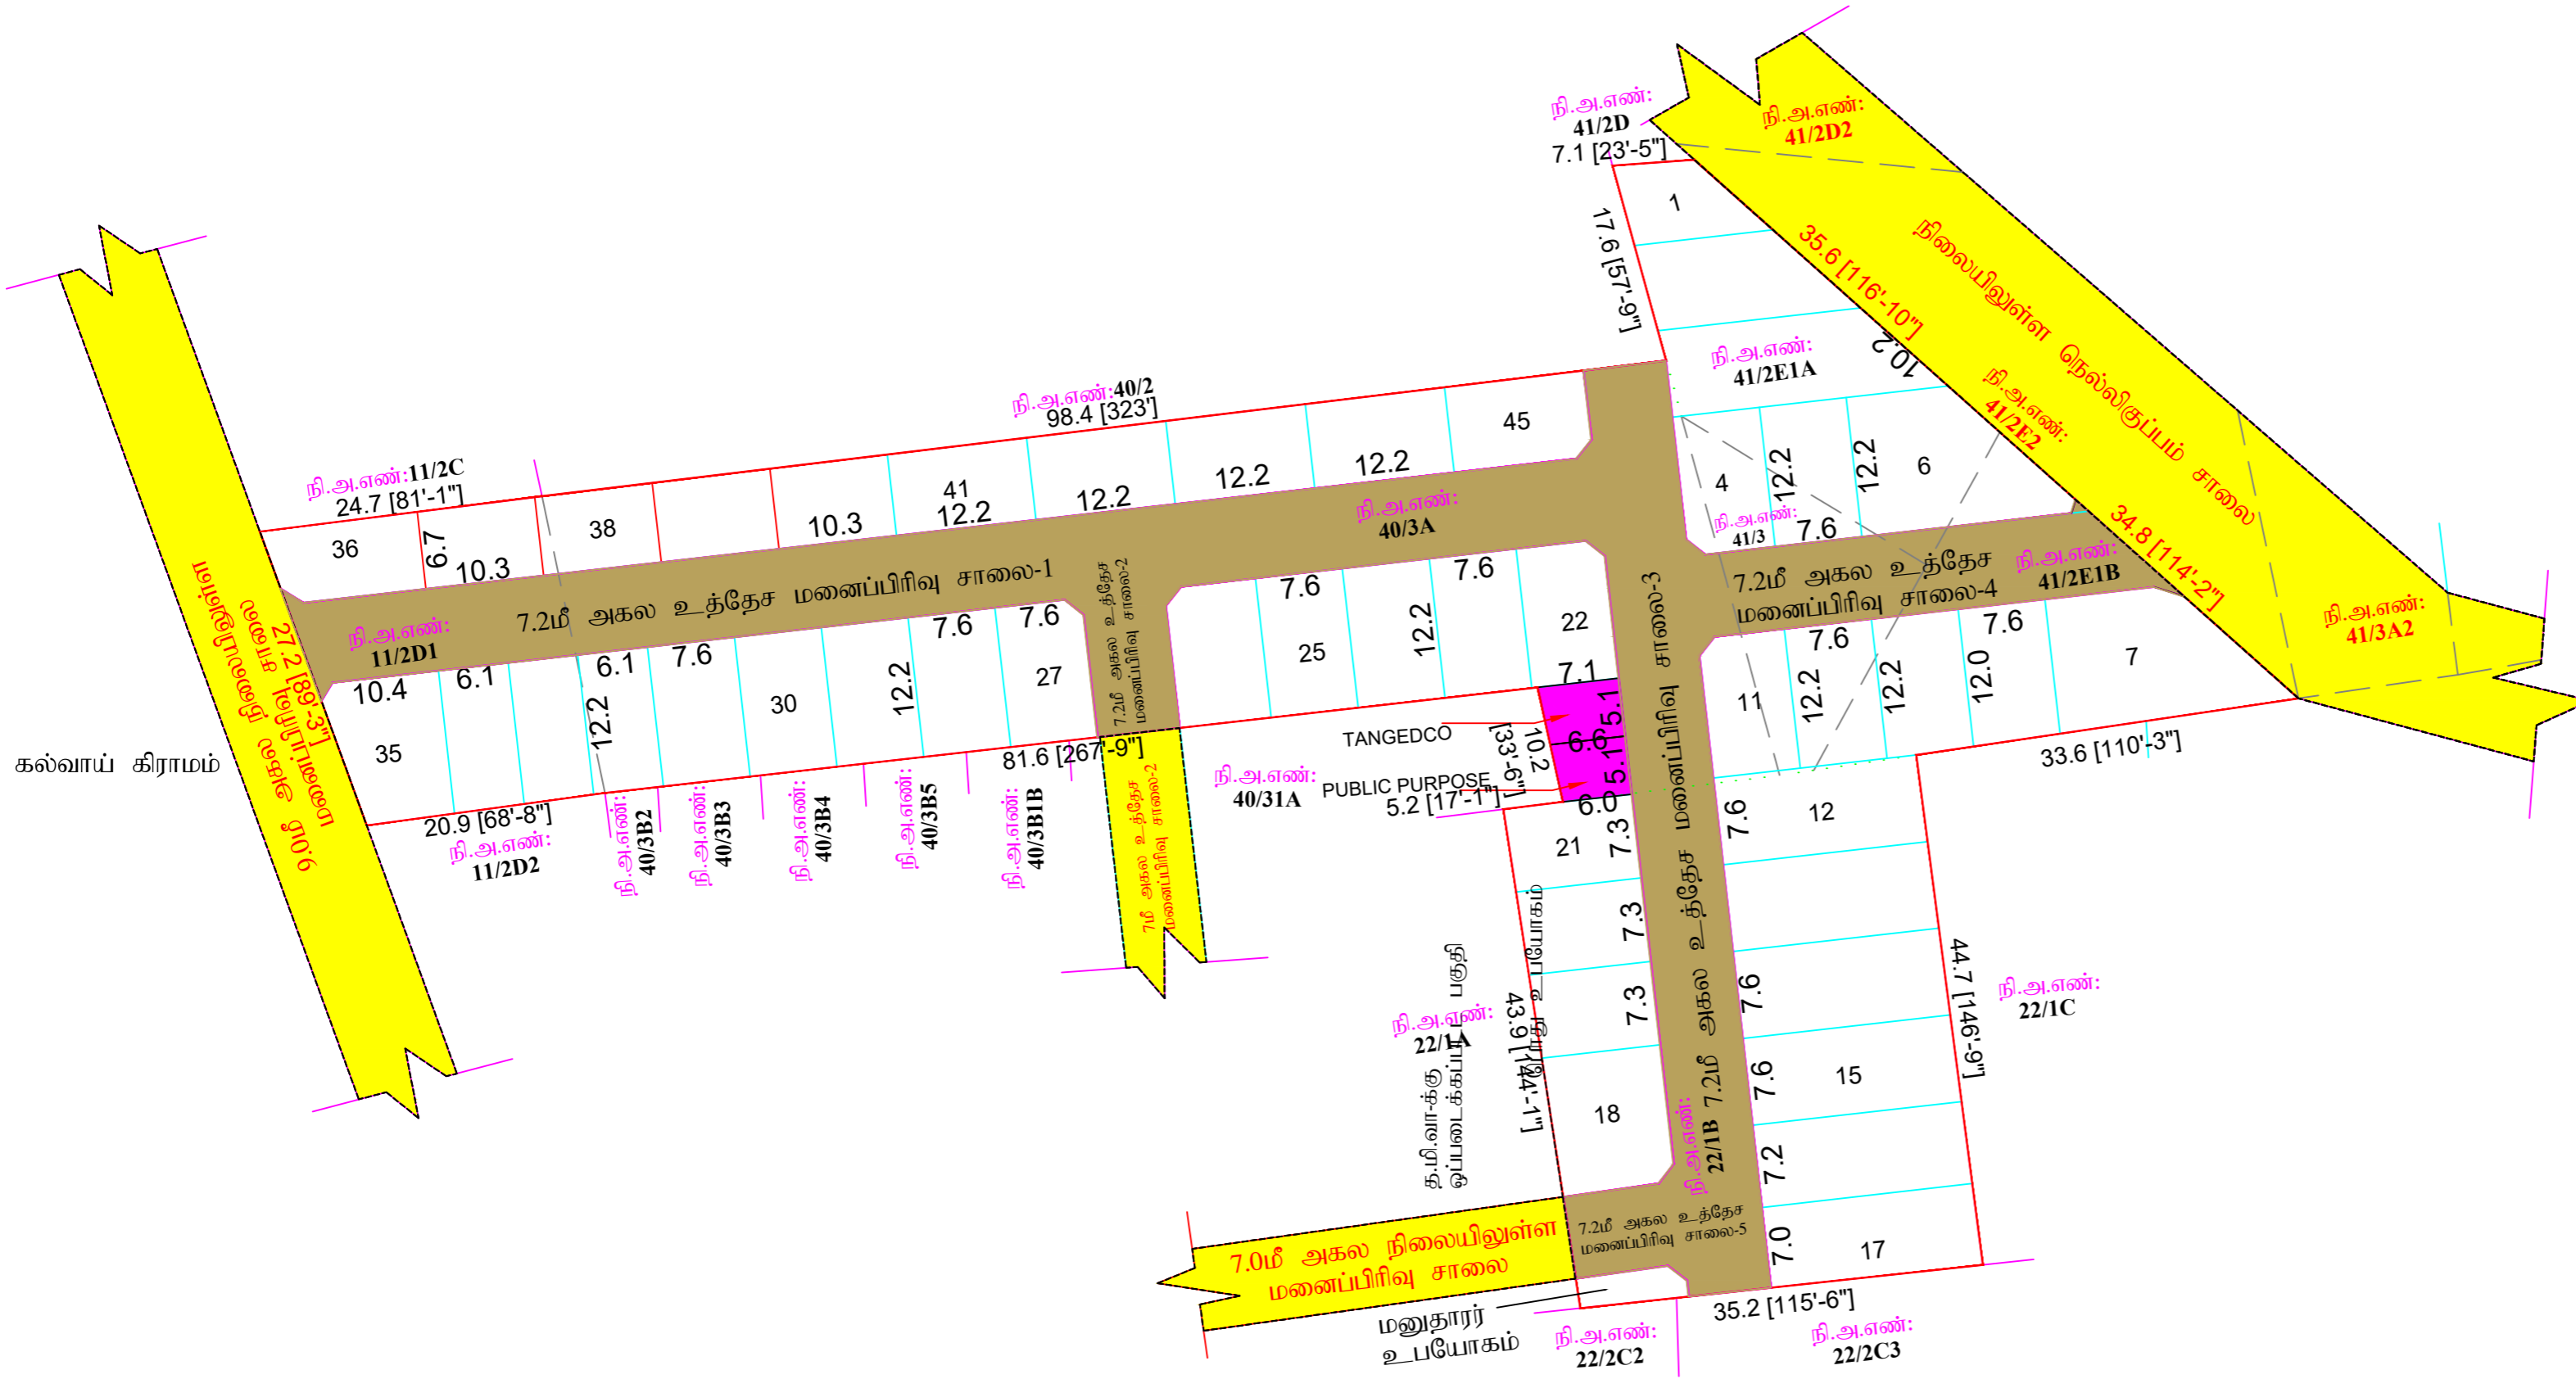 நி.அ.எண்:
41/2D
7.1 [23'-5"]
நி.அ.எண்:
41/2D2
1
17.6 [57'-9"]
35.6 [116'-10"]
நிலையிலுள்ள நெல்லிகுப்பம் சாலை
10.2
நி.அ.எண்:
41/2E1A
நி.அ.எண்:
41/2E2
34.8 [114'-2"]
நி.அ.எண்:
41/3A2
நி.அ.எண்:40/2
98.4 [323']
நி.அ.எண்:11/2C
24.7 [81'-1"]
36
6.7
10.3
38
10.3
41
12.2
12.2
12.2
12.2
45
4
12.2
12.2
6
நி.அ.எண்:
41/3
7.6
நி.அ.எண்:
40/3A
7.2மீ அகல உத்தேச மனைப்பிரிவு சாலை-1
நி.அ.எண்:
11/2D1
7.2மீ அகல உத்தேச
மனைப்பிரிவு சாலை-2
7.2மீ அகல உத்தேச
மனைப்பிரிவு சாலை-4
நி.அ.எண்:
41/2E1B
9.0மீ அகல நிலையிலுள்ள
மனைப்பிரிவு சாலை
27.2 [89'-3"]
கல்வாய் கிராமம்
10.4
6.1
6.1
7.6
7.6
7.6
35
12.2
30
12.2
27
7.6
7.6
25
12.2
22
7.1
7.6
7.6
11
12.2
12.2
12.0
7
33.6 [110'-3"]
20.9 [68'-8"]
நி.அ.எண்:
11/2D2
நி.அ.எண்:
40/3B2
நி.அ.எண்:
40/3B3
நி.அ.எண்:
40/3B4
நி.அ.எண்:
40/3B5
நி.அ.எண்:
40/3B1B
81.6 [267'-9"]
7மீ அகல உத்தேச
மனைப்பிரிவு சாலை-2
நி.அ.எண்:
40/31A
TANGEDCO
PUBLIC PURPOSE
10.2
[33'-6"]
5.1
6.6
5.1
6.0
5.2 [17'-1"]
21
7.3
7.3
7.3
18
7.2மீ அகல உத்தேச மனைப்பிரிவு சாலை-3
7.6
12
7.6
7.6
15
7.2
7.0
17
44.7 [146'-9"]
நி.அ.எண்:
22/1C
நி.அ.எண்:
22/1A
43.9 [144'-1"]
த.மி.வா-க்கு பொது உபயோகம்
ஒப்படைக்கப்பட்ட பகுதி
நி.அ.எண்:
22/1B
7.0மீ அகல நிலையிலுள்ள
மனைப்பிரிவு சாலை
7.2மீ அகல உத்தேச
மனைப்பிரிவு சாலை-5
மனுதாரர்
உபயோகம்
35.2 [115'-6"]
நி.அ.எண்:
22/2C2
நி.அ.எண்:
22/2C3